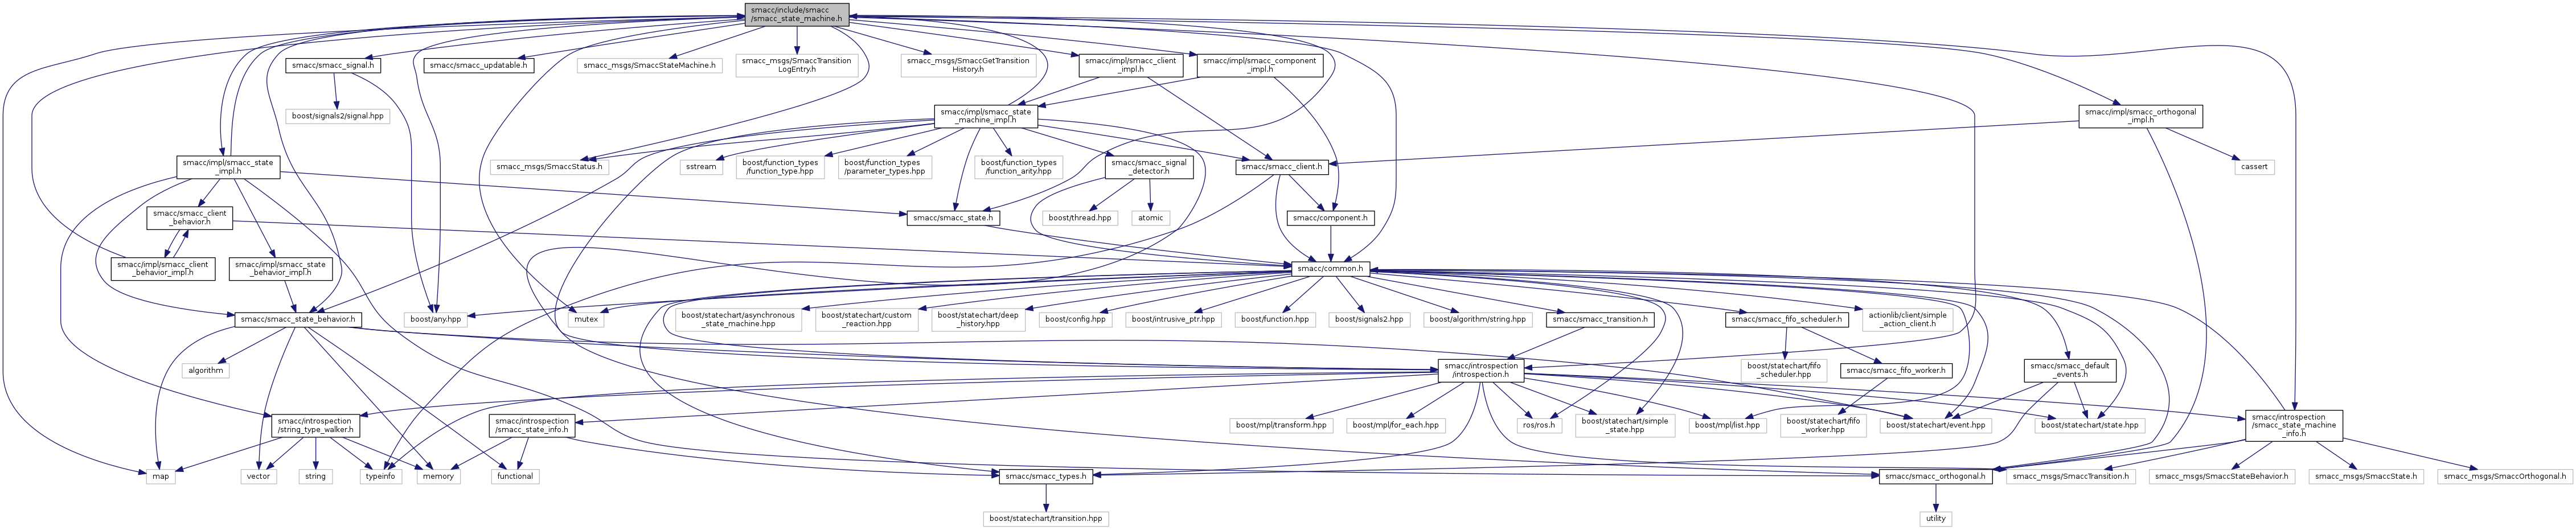 smacc/include/smacc
/smacc_state_machine.h
smacc/smacc_signal.h
smacc/smacc_updatable.h
smacc_msgs/SmaccStateMachine.h
smacc_msgs/SmaccTransition
LogEntry.h
smacc_msgs/SmaccGetTransition
History.h
smacc/impl/smacc_client
_impl.h
smacc/impl/smacc_component
_impl.h
boost/signals2/signal.hpp
smacc/impl/smacc_state
_machine_impl.h
smacc/impl/smacc_orthogonal
_impl.h
smacc/impl/smacc_state
_impl.h
smacc_msgs/SmaccStatus.h
sstream
boost/function_types
/function_type.hpp
boost/function_types
/parameter_types.hpp
boost/function_types
/function_arity.hpp
smacc/smacc_signal
_detector.h
smacc/smacc_client.h
cassert
smacc/smacc_client
_behavior.h
smacc/smacc_state.h
boost/thread.hpp
atomic
smacc/component.h
smacc/impl/smacc_client
_behavior_impl.h
smacc/impl/smacc_state
_behavior_impl.h
smacc/common.h
smacc/smacc_state_behavior.h
boost/any.hpp
mutex
boost/statechart/asynchronous
_state_machine.hpp
boost/statechart/custom
_reaction.hpp
boost/statechart/deep
_history.hpp
boost/config.hpp
boost/intrusive_ptr.hpp
boost/function.hpp
boost/signals2.hpp
boost/algorithm/string.hpp
smacc/smacc_transition.h
smacc/smacc_fifo_scheduler.h
actionlib/client/simple
_action_client.h
algorithm
smacc/introspection
/introspection.h
boost/statechart/fifo
_scheduler.hpp
smacc/smacc_fifo_worker.h
smacc/smacc_default
_events.h
smacc/introspection
/string_type_walker.h
smacc/introspection
/smacc_state_info.h
boost/mpl/transform.hpp
boost/mpl/for_each.hpp
ros/ros.h
boost/statechart/simple
_state.hpp
boost/mpl/list.hpp
boost/statechart/fifo
_worker.hpp
boost/statechart/event.hpp
boost/statechart/state.hpp
smacc/introspection
/smacc_state_machine
_info.h
map
vector
string
typeinfo
memory
functional
smacc/smacc_types.h
smacc/smacc_orthogonal.h
smacc_msgs/SmaccTransition.h
smacc_msgs/SmaccStateBehavior.h
smacc_msgs/SmaccState.h
smacc_msgs/SmaccOrthogonal.h
boost/statechart/transition.hpp
utility